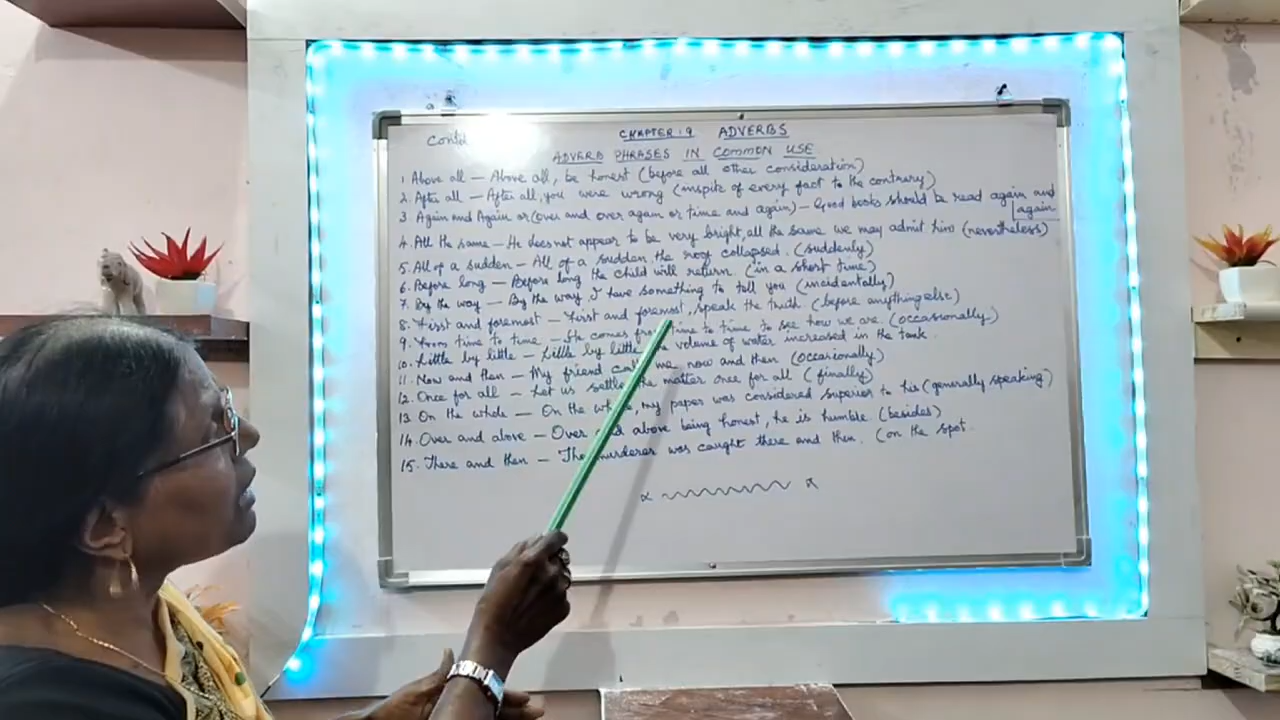 Contd
CHAPTER:9 ADVERBS
ADVERB PHRASES IN COMMON USE
1. Above all — Above all, be honest (before all other consideration)
2. After all — After all, you were wrong (inspite of every fact to the contrary)
3 Again and Again or (over and over again or time and again) — Good books should be read again and
again
4. All the same — He does not appear to be very bright, all the same we may admit him (nevertheless)
5. All of a sudden — All of a sudden the roof collapsed. (suddenly)
6. Before long — Before long the child will return. (in a short time)
7. By the way — By the way, I have something to tell you (incidentally)
8. First and foremost — First and foremost, speak the truth (before anything else)
9. From time to time — He comes from time to time to see how we are. (occassionally)
10. Little by little — Little by little the volume of water increased in the tank.
11. Now and then — My friend me now and then (occasionally)
12. Once for all — Let us settle the matter once for all (finally)
13. On the whole — On the whole, my paper was considered superior to his (generally speaking)
14. Over and above — Over and above being honest, he is humble. (besides)
15. There and then — The murderer was caught there and then. (on the spot.